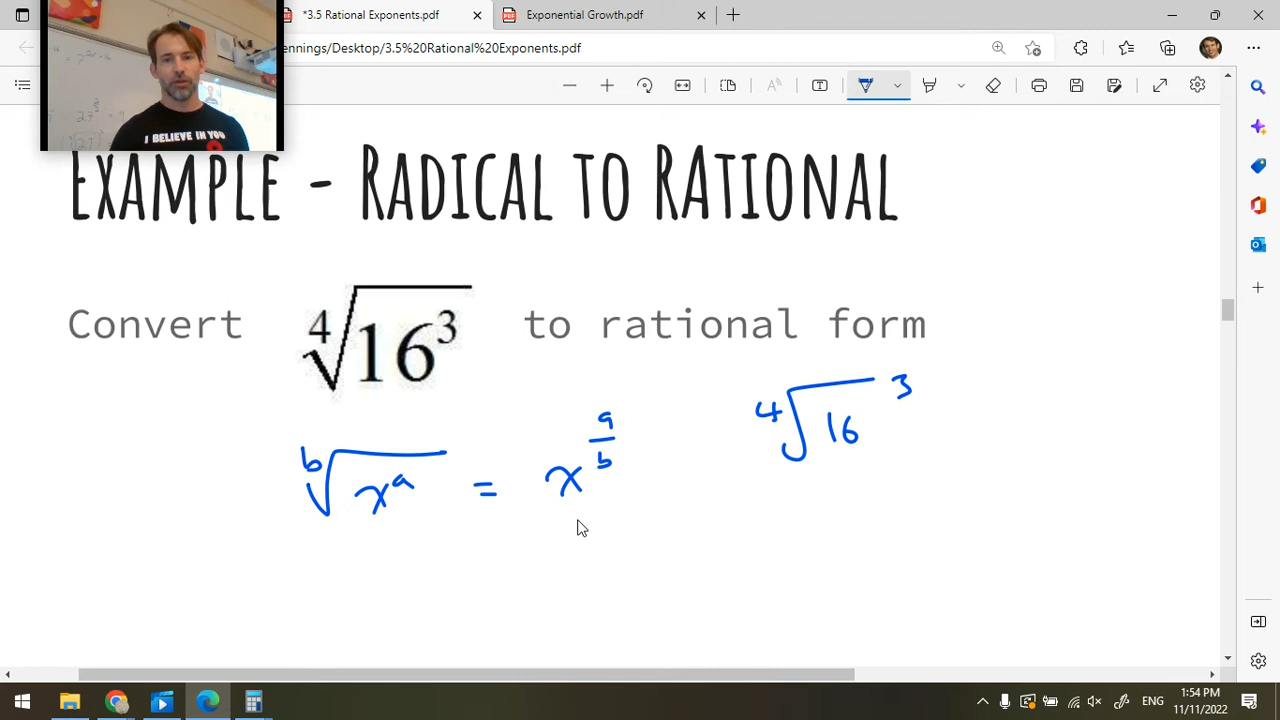 *3.5 Rational Exponents.pdf
Exponential Growth.pdf
ennings/Desktop/3.5%20Rational%20Exponents.pdf
I BELIEVE IN YOU
EXAMPLE - RADICAL TO RATIONAL
Convert ⁴√16³ to rational form
⁴√16 ³
ᵇ√xᵃ = x^(a/b)
ENG
1:54 PM
11/11/2022